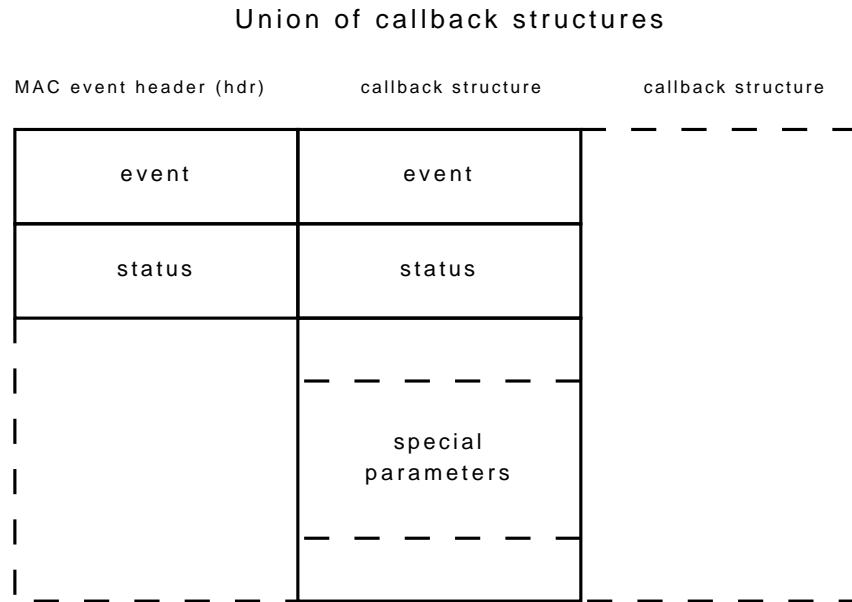 Union of callback structures
MAC event header (hdr) callback structure callback structure
event event
status status
special
parameters